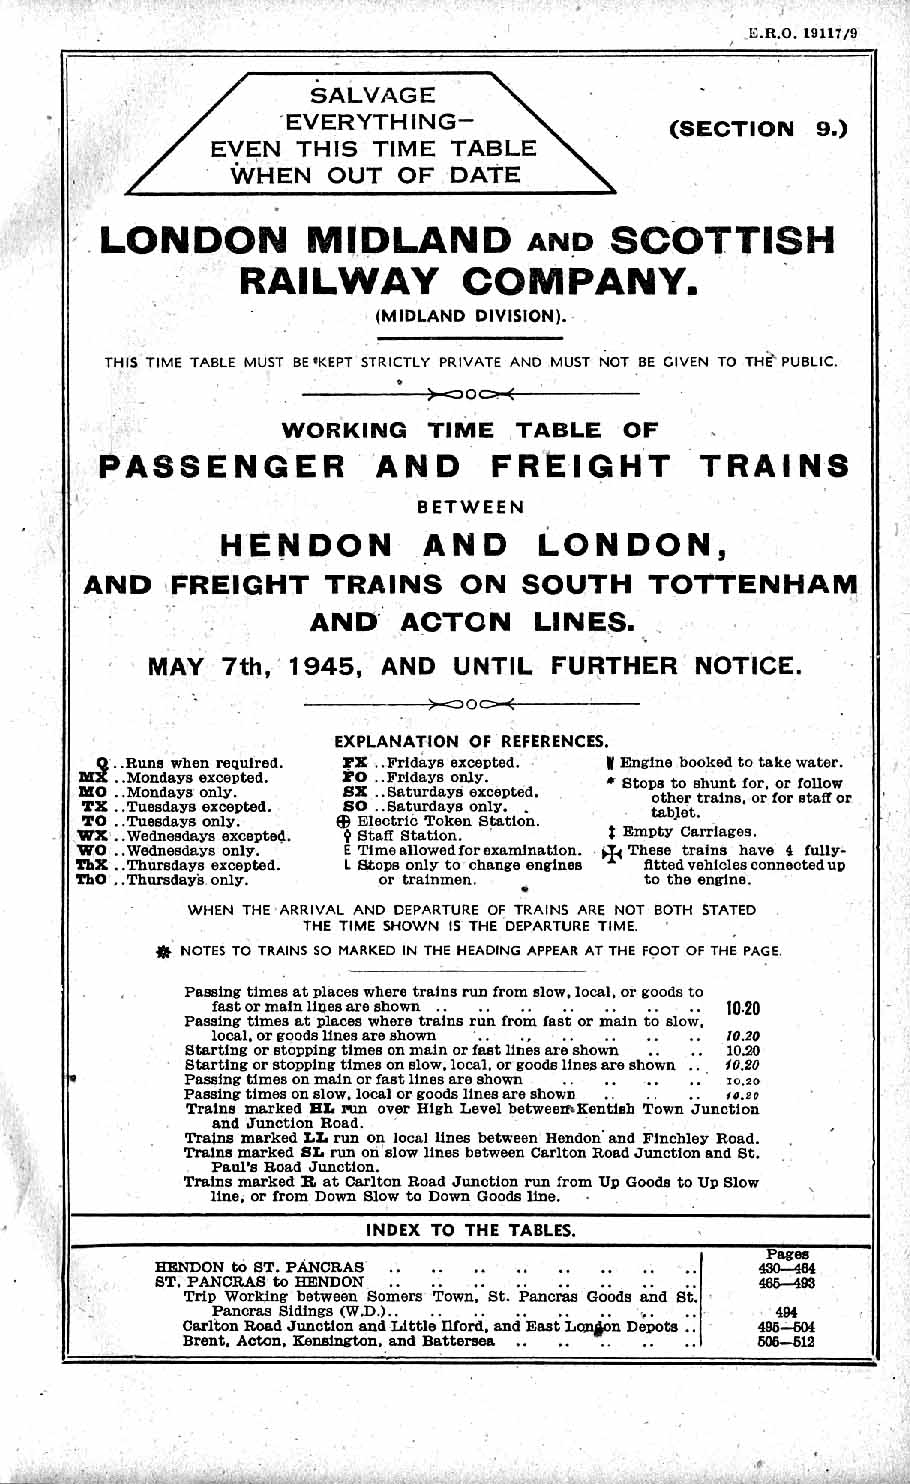 E.R.O. 19117/9
SALVAGE
EVERYTHING—
EVEN THIS TIME TABLE
WHEN OUT OF DATE
(SECTION 9.)
LONDON MIDLAND AND SCOTTISH
RAILWAY COMPANY.
(MIDLAND DIVISION).
THIS TIME TABLE MUST BE KEPT STRICTLY PRIVATE AND MUST NOT BE GIVEN TO THE PUBLIC.
WORKING TIME TABLE OF
PASSENGER AND FREIGHT TRAINS
BETWEEN
HENDON AND LONDON,
AND FREIGHT TRAINS ON SOUTH TOTTENHAM
AND ACTON LINES.
MAY 7th, 1945, AND UNTIL FURTHER NOTICE.
EXPLANATION OF REFERENCES.
Q ..Runs when required.
MX ..Mondays excepted.
MO ..Mondays only.
TX ..Tuesdays excepted.
TO ..Tuesdays only.
WX ..Wednesdays excepted.
WO ..Wednesdays only.
ThX ..Thursdays excepted.
ThO ..Thursdays only.
FX ..Fridays excepted.
FO ..Fridays only.
SX ..Saturdays excepted.
SO ..Saturdays only.
⊕ Electric Token Station.
Staff Station.
E Time allowed for examination.
L Stops only to change engines
or trainmen.
Engine booked to take water.
* Stops to shunt for, or follow
other trains, or for staff or
tablet.
‡ Empty Carriages.
These trains have 4 fully-
fitted vehicles connected up
to the engine.
WHEN THE ARRIVAL AND DEPARTURE OF TRAINS ARE NOT BOTH STATED
THE TIME SHOWN IS THE DEPARTURE TIME.
NOTES TO TRAINS SO MARKED IN THE HEADING APPEAR AT THE FOOT OF THE PAGE.
Passing times at places where trains run from slow, local, or goods to
fast or main lines are shown .. .. .. .. .. .. .. 10.20
Passing times at places where trains run from fast or main to slow,
local, or goods lines are shown .. .. .. .. .. .. 10.20
Starting or stopping times on main or fast lines are shown .. .. 10.20
Starting or stopping times on slow, local, or goods lines are shown .. 10.20
Passing times on main or fast lines are shown .. .. .. .. 10.20
Passing times on slow, local or goods lines are shown .. .. .. 10.20
Trains marked HL run over High Level between Kentish Town Junction
and Junction Road.
Trains marked LL run on local lines between Hendon and Finchley Road.
Trains marked SL run on slow lines between Carlton Road Junction and St.
Paul's Road Junction.
Trains marked R at Carlton Road Junction run from Up Goods to Up Slow
line, or from Down Slow to Down Goods line.
INDEX TO THE TABLES.
Pages
HENDON to ST. PANCRAS .. .. .. .. .. .. .. .. 430—464
ST. PANCRAS to HENDON .. .. .. .. .. .. .. .. 465—493
Trip Working between Somers Town, St. Pancras Goods and St.
Pancras Sidings (W.D.).. .. .. .. .. .. .. .. 494
Carlton Road Junction and Little Ilford, and East London Depots .. 495—504
Brent, Acton, Kensington, and Battersea .. .. .. .. .. 505—512